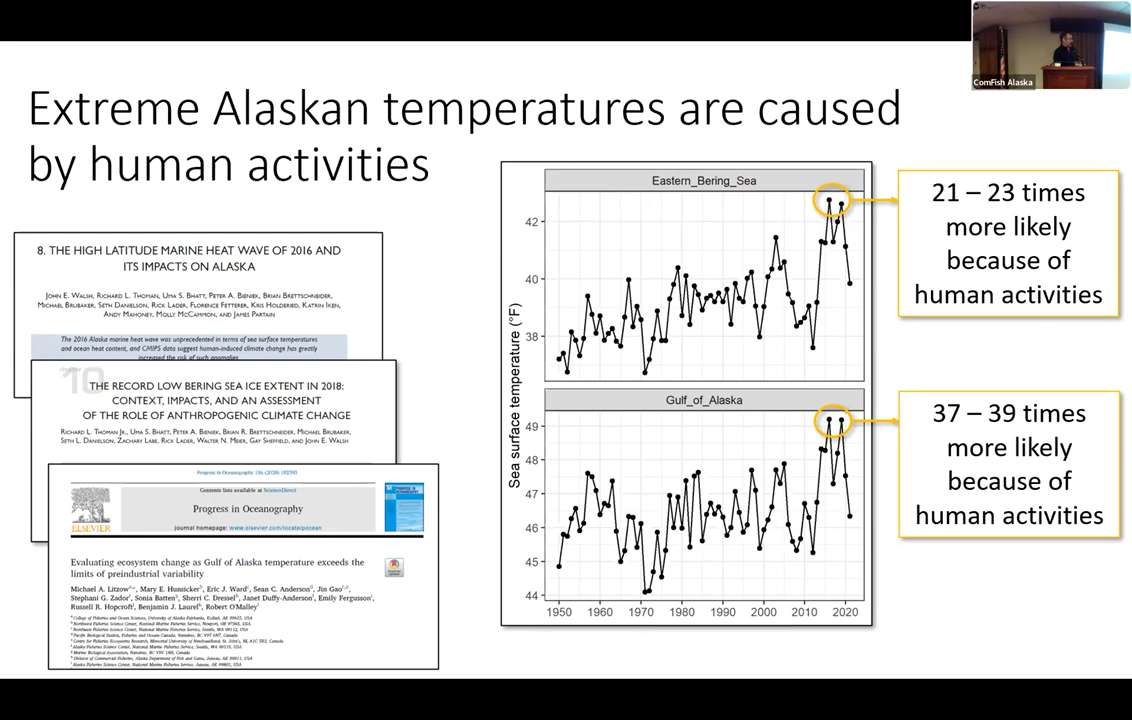 ComFish Alaska
Extreme Alaskan temperatures are caused
by human activities
8. THE HIGH LATITUDE MARINE HEAT WAVE OF 2016 AND
ITS IMPACTS ON ALASKA
John E. Walsh, Richard L. Thoman, Uma S. Bhatt, Peter A. Bieniek, Brian Brettschneider,
Michael Brubaker, Seth Danielson, Rick Lader, Florence Fetterer, Kris Holderied, Katrin Iken,
Andy Mahoney, Molly McCammon, and James Partain
The 2016 Alaska marine heat wave was unprecedented in terms of sea surface temperatures
and ocean heat content, and CMIP5 data suggest human-induced climate change has greatly
increased the risk of such anomalies.
chapter
10
THE RECORD LOW BERING SEA ICE EXTENT IN 2018:
CONTEXT, IMPACTS, AND AN ASSESSMENT
OF THE ROLE OF ANTHROPOGENIC CLIMATE CHANGE
Richard L. Thoman Jr., Uma S. Bhatt, Peter A. Bieniek, Brian R. Brettschneider, Michael Brubaker,
Seth L. Danielson, Zachary Labe, Rick Lader, Walter N. Meier, Gay Sheffield, and John E. Walsh
Progress in Oceanography 186 (2020) 102393
Contents lists available at ScienceDirect
Progress in Oceanography
journal homepage: www.elsevier.com/locate/pocean
ELSEVIER
Evaluating ecosystem change as Gulf of Alaska temperature exceeds the
limits of preindustrial variability
Michael A. Litzow, Mary E. Hunsicker, Eric J. Ward, Sean C. Anderson, Jin Gao,
Stephani G. Zador, Sonia Batten, Sherri C. Dressel, Janet Duffy-Anderson, Emily Fergusson,
Russell R. Hopcroft, Benjamin J. Laurel, Robert O'Malley
Eastern_Bering_Sea
42
40
38
Gulf_of_Alaska
49
48
47
46
45
44
1950 1960 1970 1980 1990 2000 2010 2020
Sea surface temperature (°F)
21 – 23 times
more likely
because of
human activities
37 – 39 times
more likely
because of
human activities